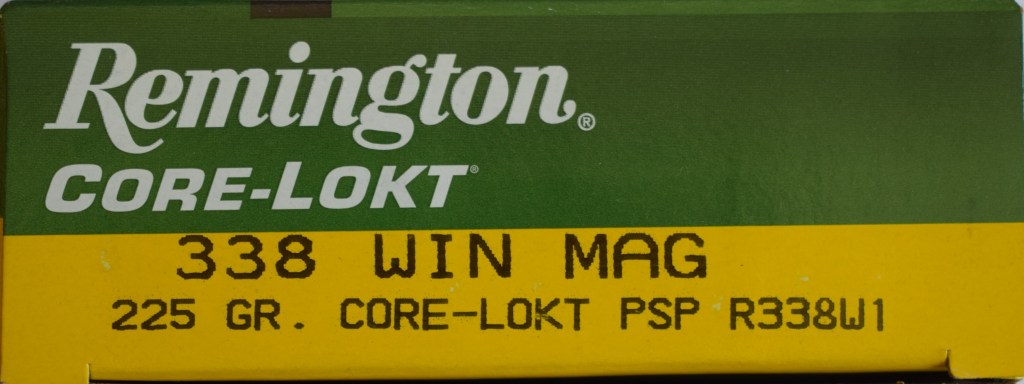 Remington®
CORE-LOKT®
338 WIN MAG
225 GR. CORE-LOKT PSP R338W1